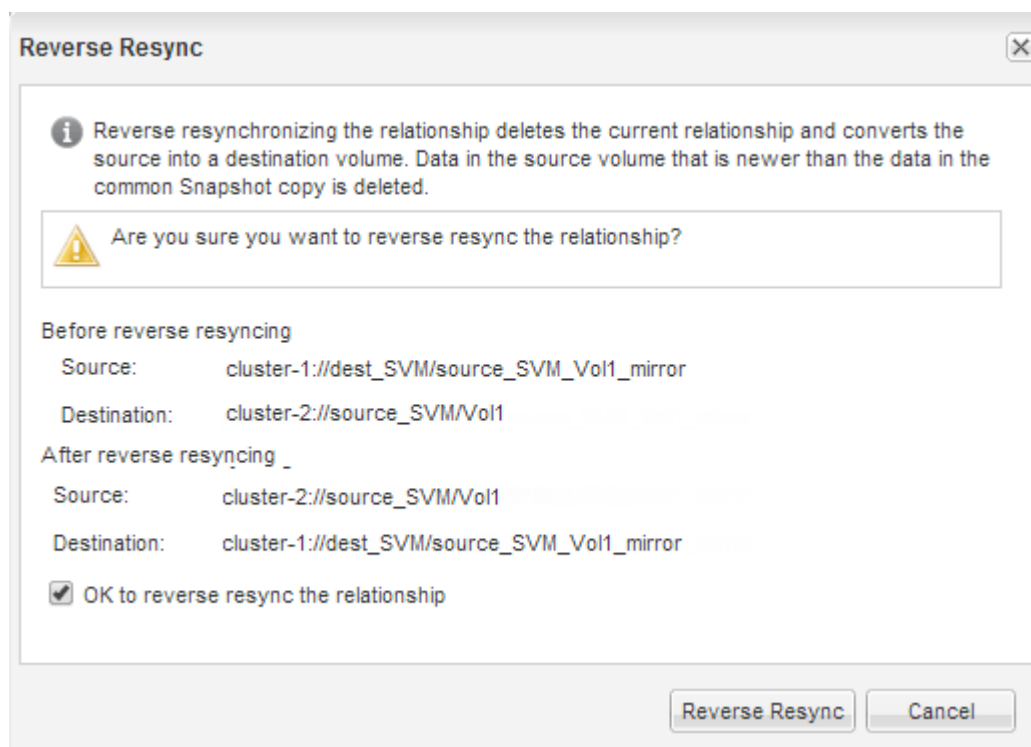 Reverse Resync
Reverse resynchronizing the relationship deletes the current relationship and converts the
source into a destination volume. Data in the source volume that is newer than the data in the
common Snapshot copy is deleted.
Are you sure you want to reverse resync the relationship?
Before reverse resyncing
Source: cluster-1://dest_SVM/source_SVM_Vol1_mirror
Destination: cluster-2://source_SVM/Vol1
After reverse resyncing _
Source: cluster-2://source_SVM/Vol1
Destination: cluster-1://dest_SVM/source_SVM_Vol1_mirror
OK to reverse resync the relationship
Reverse Resync Cancel